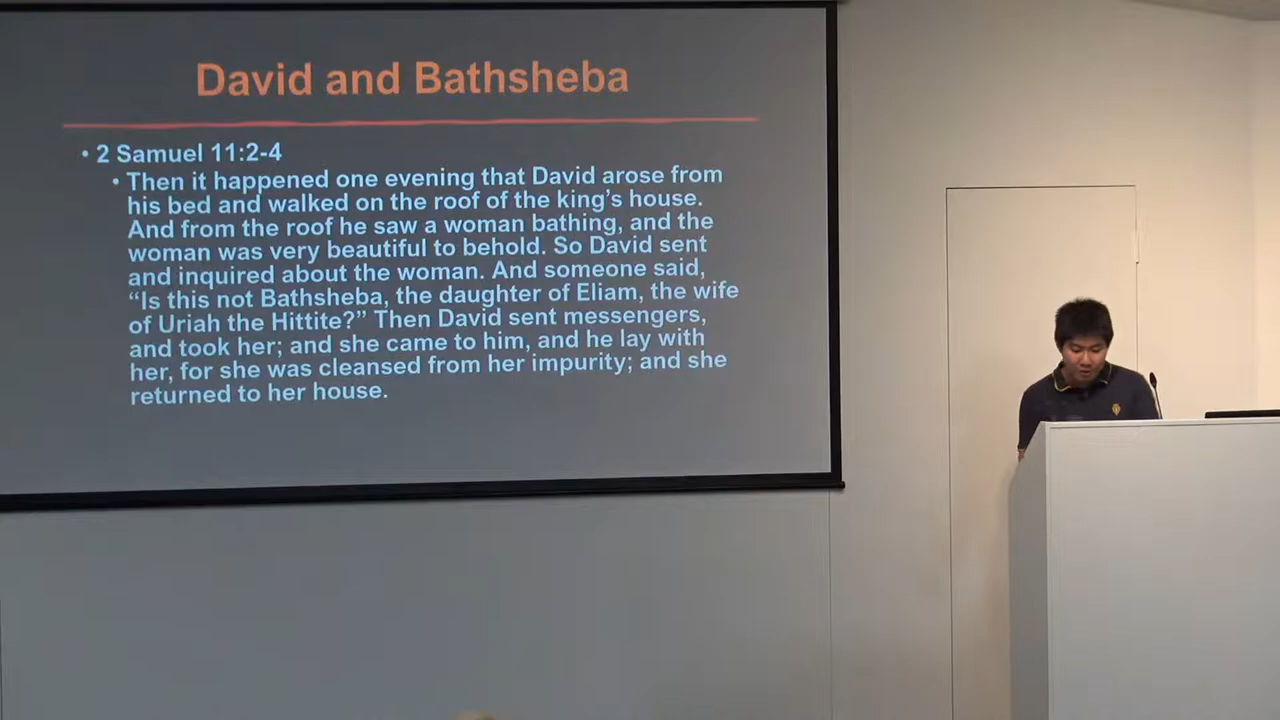 David and Bathsheba
• 2 Samuel 11:2-4
• Then it happened one evening that David arose from
his bed and walked on the roof of the king’s house.
And from the roof he saw a woman bathing, and the
woman was very beautiful to behold. So David sent
and inquired about the woman. And someone said,
“Is this not Bathsheba, the daughter of Eliam, the wife
of Uriah the Hittite?” Then David sent messengers,
and took her; and she came to him, and he lay with
her, for she was cleansed from her impurity; and she
returned to her house.